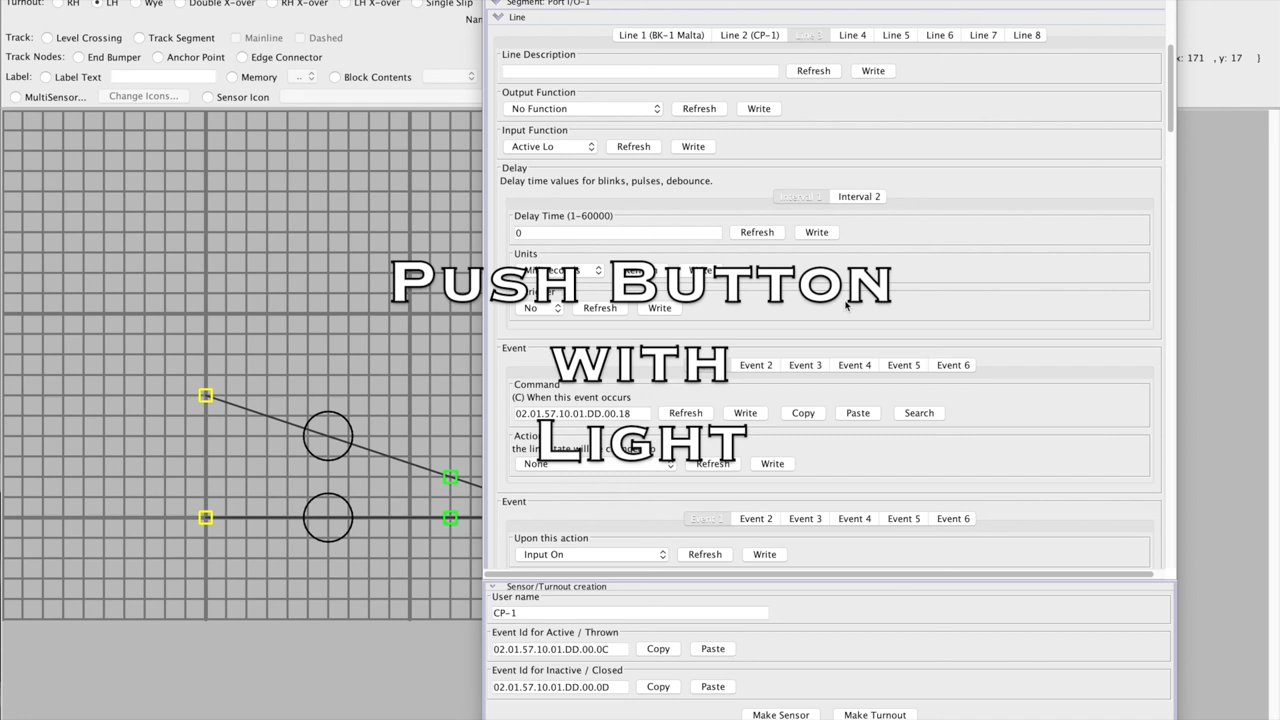 Turnout: RH LH Wye Double X-over RH X-over LH X-over Single Slip
Track: Level Crossing Track Segment Mainline Dashed
Track Nodes: End Bumper Anchor Point Edge Connector
Label: Label Text Memory .. Block Contents
MultiSensor... Change Icons... Sensor Icon
x: 171 , y: 17 }
Segment: Port I/O-1
Line
Line 1 (BK-1 Malta) Line 2 (CP-1) Line 3 Line 4 Line 5 Line 6 Line 7 Line 8
Line Description
Refresh Write
Output Function
No Function Refresh Write
Input Function
Active Lo Refresh Write
Delay
Delay time values for blinks, pulses, debounce.
Interval 1 Interval 2
Delay Time (1-60000)
0 Refresh Write
Units
PUSH BUTTON
No Refresh Write
WITH
Event
Event 2 Event 3 Event 4 Event 5 Event 6
Command
(C) When this event occurs
02.01.57.10.01.DD.00.18 Refresh Write Copy Paste Search
LIGHT
None Refresh Write
Event
Event 1 Event 2 Event 3 Event 4 Event 5 Event 6
Upon this action
Input On Refresh Write
Sensor/Turnout creation
User name
CP-1
Event Id for Active / Thrown
02.01.57.10.01.DD.00.0C Copy Paste
Event Id for Inactive / Closed
02.01.57.10.01.DD.00.0D Copy Paste
Make Sensor Make Turnout